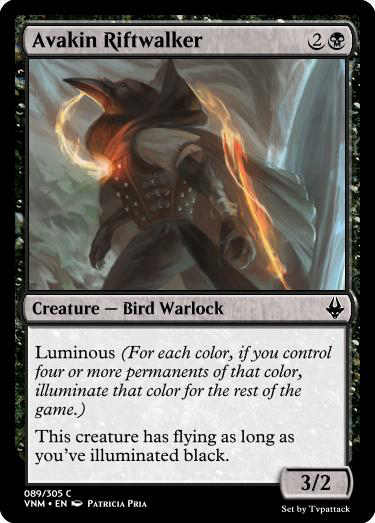 Avakin Riftwalker 2
Creature — Bird Warlock
Luminous (For each color, if you control
four or more permanents of that color,
illuminate that color for the rest of the
game.)
This creature has flying as long as
you've illuminated black.
3/2
089/305 C
VNM • EN PATRICIA PRIA
Set by Tvpattack